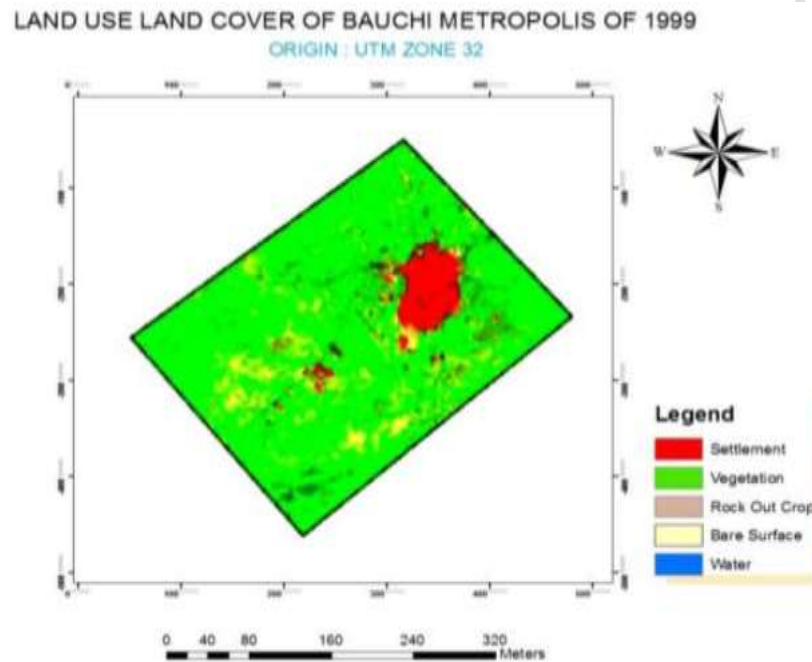 LAND USE LAND COVER OF BAUCHI METROPOLIS OF 1999
ORIGIN : UTM ZONE 32
N
W
E
S
Legend
Settlement
Vegetation
Rock Out Crop
Bare Surface
Water
0 40 80 160 240 320
Meters